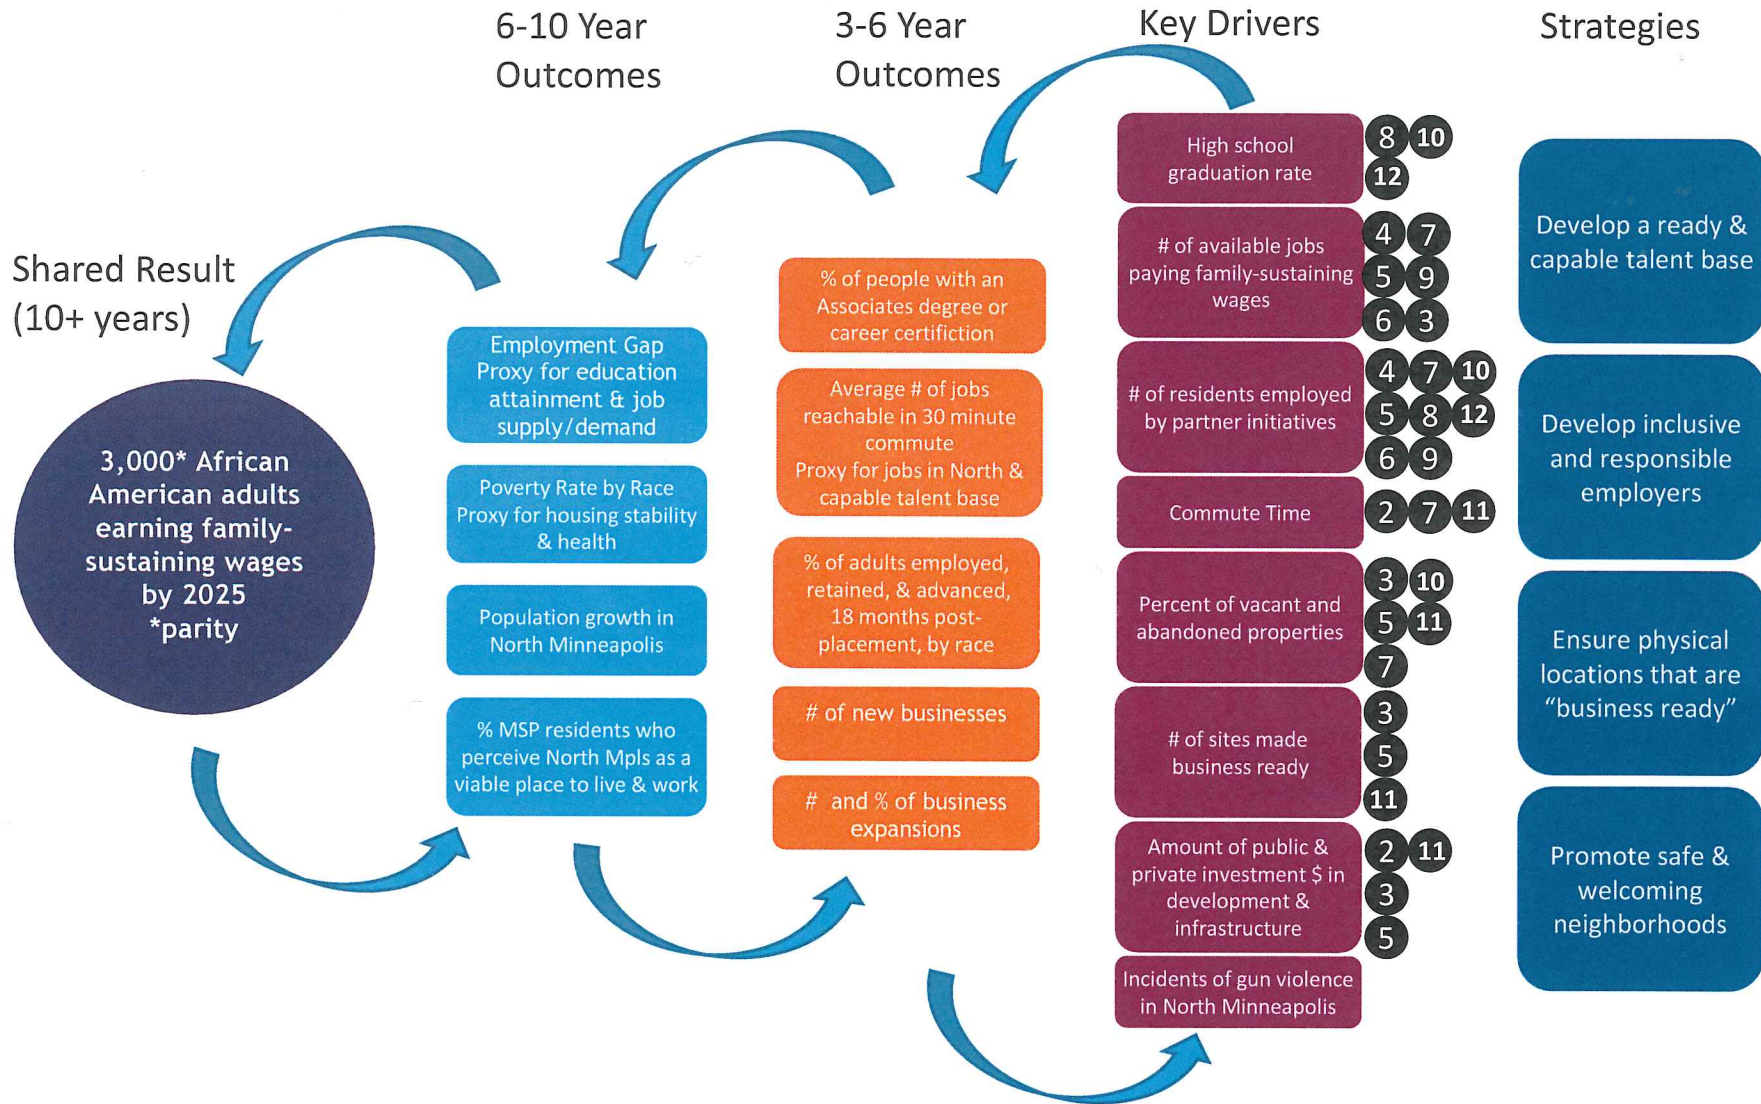 6-10 Year
Outcomes
3-6 Year
Outcomes
Key Drivers
Strategies
Shared Result
(10+ years)
3,000* African
American adults
earning family-
sustaining wages
by 2025
*parity
Employment Gap
Proxy for education
attainment & job
supply/demand
Poverty Rate by Race
Proxy for housing stability
& health
Population growth in
North Minneapolis
% MSP residents who
perceive North Mpls as a
viable place to live & work
% of people with an
Associates degree or
career certifiction
Average # of jobs
reachable in 30 minute
commute
Proxy for jobs in North &
capable talent base
% of adults employed,
retained, & advanced,
18 months post-
placement, by race
# of new businesses
# and % of business
expansions
High school
graduation rate
8 10
12
# of available jobs
paying family-sustaining
wages
4 7
5 9
6 3
# of residents employed
by partner initiatives
4 7 10
5 8 12
6 9
Commute Time
2 7 11
Percent of vacant and
abandoned properties
3 10
5 11
7
# of sites made
business ready
3
5
11
Amount of public &
private investment $ in
development &
infrastructure
2 11
3
5
Incidents of gun violence
in North Minneapolis
Develop a ready &
capable talent base
Develop inclusive
and responsible
employers
Ensure physical
locations that are
“business ready”
Promote safe &
welcoming
neighborhoods